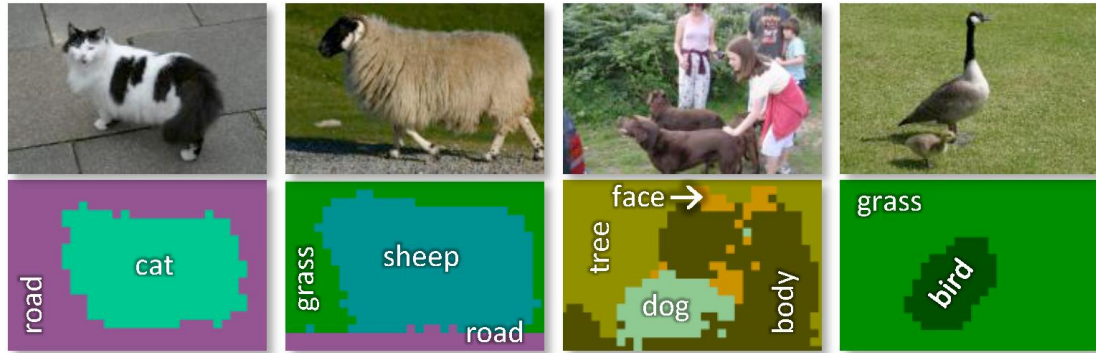 road
cat
grass
sheep
road
face
tree
dog
body
grass
bird